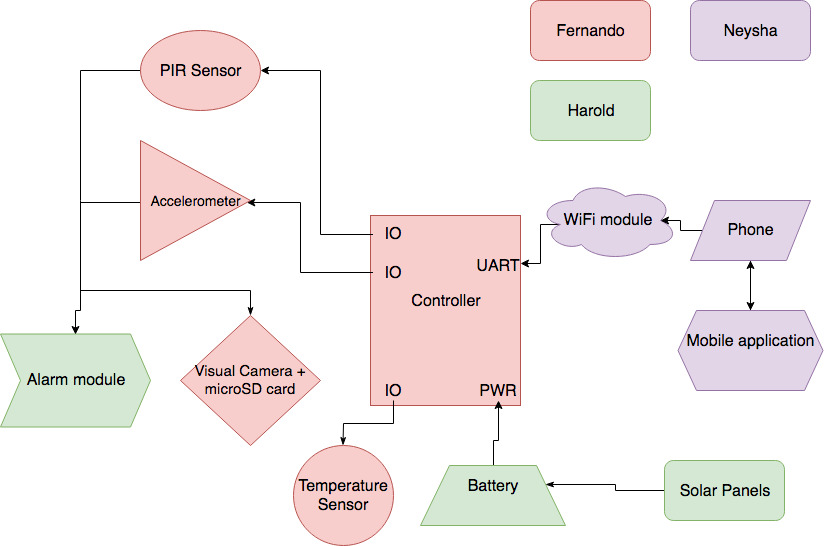 Fernando
Neysha
PIR Sensor
Harold
Accelerometer
WiFi module
Phone
IO
IO
UART
Controller
Mobile application
Alarm module
Visual Camera +
microSD card
IO
PWR
Temperature
Sensor
Battery
Solar Panels